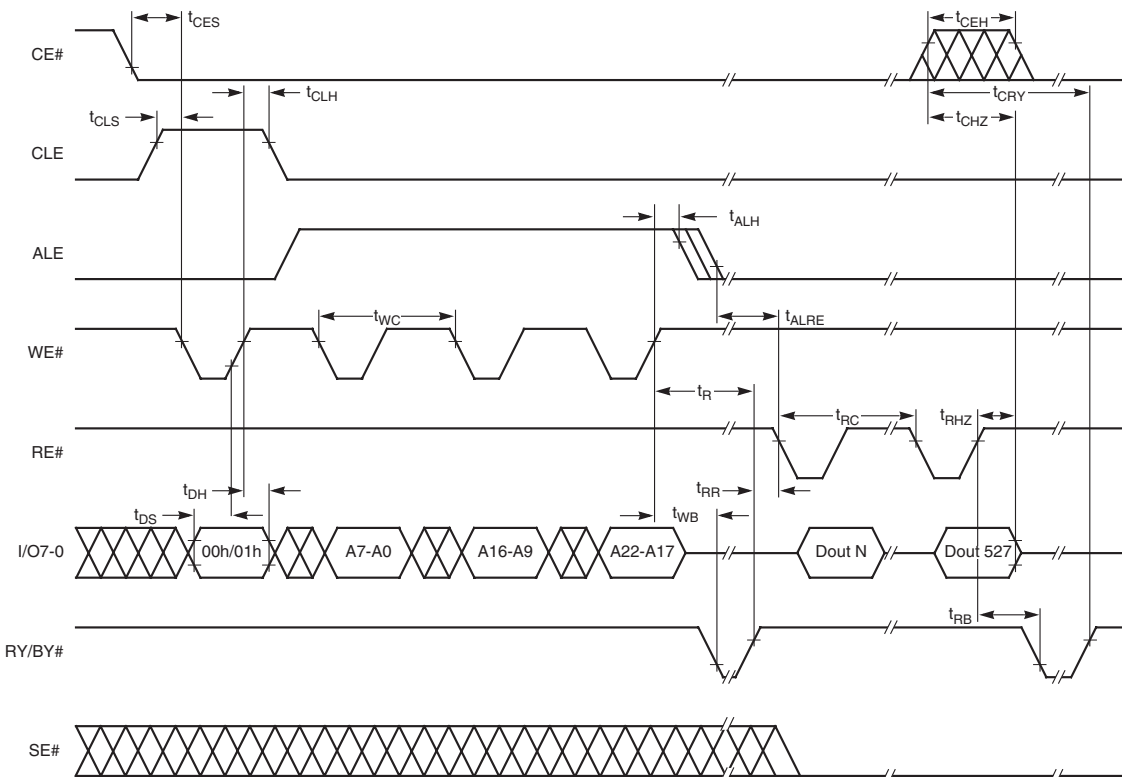 tCES
tCEH
CE#
tCLH
tCRY
tCLS
tCHZ
CLE
tALH
ALE
tWC
tALRE
WE#
tR
tRC
tRHZ
RE#
tDH
tRR
tDS
tWB
I/O7-0
00h/01h
A7-A0
A16-A9
A22-A17
Dout N
Dout 527
tRB
RY/BY#
SE#